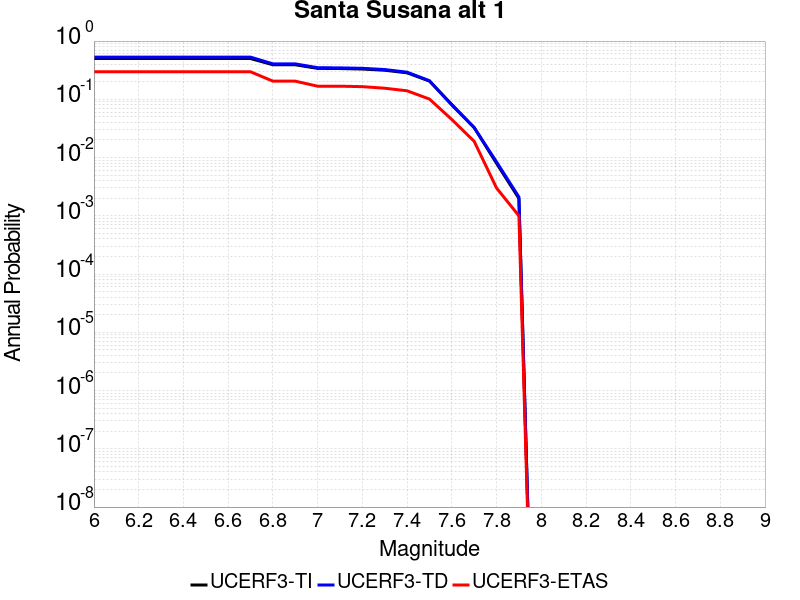 Santa Susana alt 1
10^0
10^-1
10^-2
10^-3
10^-4
10^-5
10^-6
10^-7
10^-8
Annual Probability
6 6.2 6.4 6.6 6.8 7 7.2 7.4 7.6 7.8 8 8.2 8.4 8.6 8.8 9
Magnitude
UCERF3-TI UCERF3-TD UCERF3-ETAS